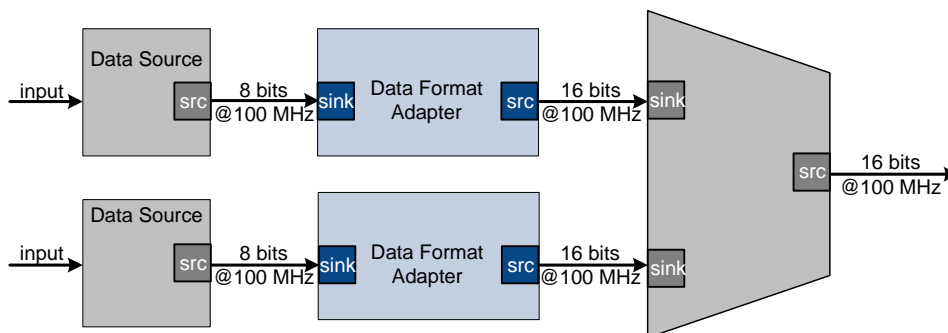 Data Source
input
src
8 bits
@100 MHz
sink
Data Format
Adapter
src
16 bits
@100 MHz
sink
src
16 bits
@100 MHz
Data Source
input
src
8 bits
@100 MHz
sink
Data Format
Adapter
src
16 bits
@100 MHz
sink